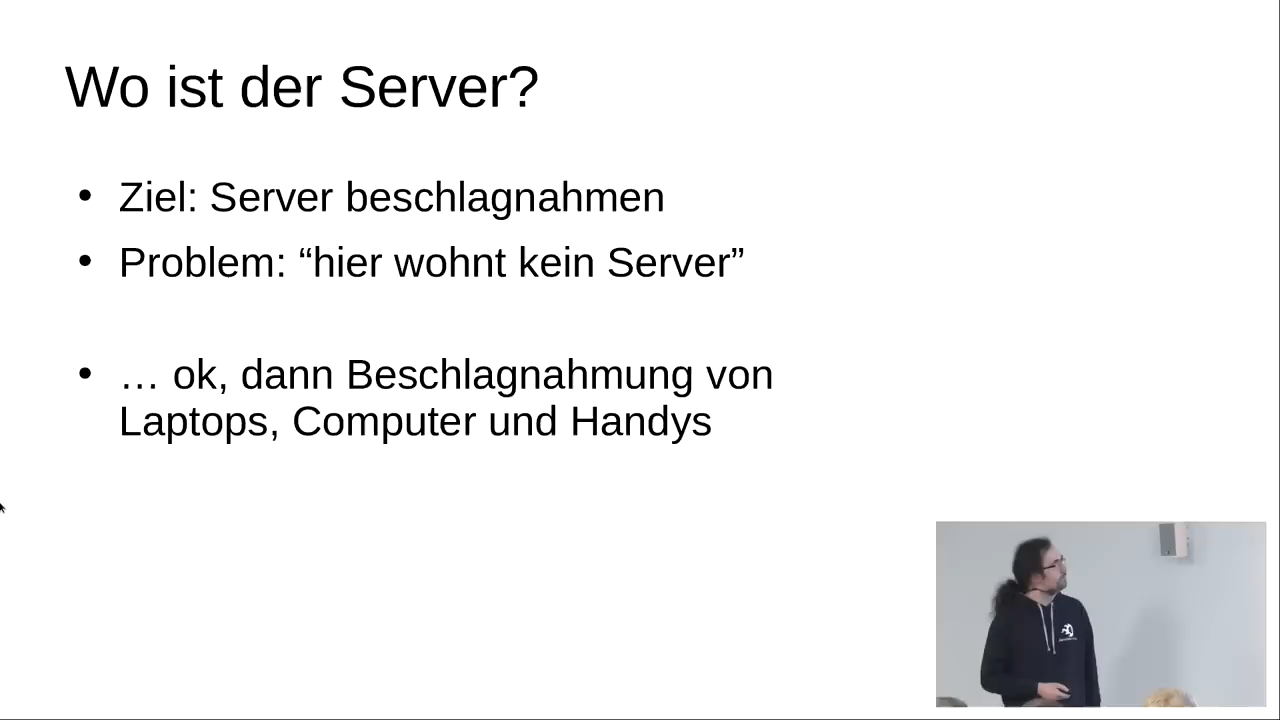 Wo ist der Server?
• Ziel: Server beschlagnahmen
• Problem: “hier wohnt kein Server”
• … ok, dann Beschlagnahmung von
Laptops, Computer und Handys